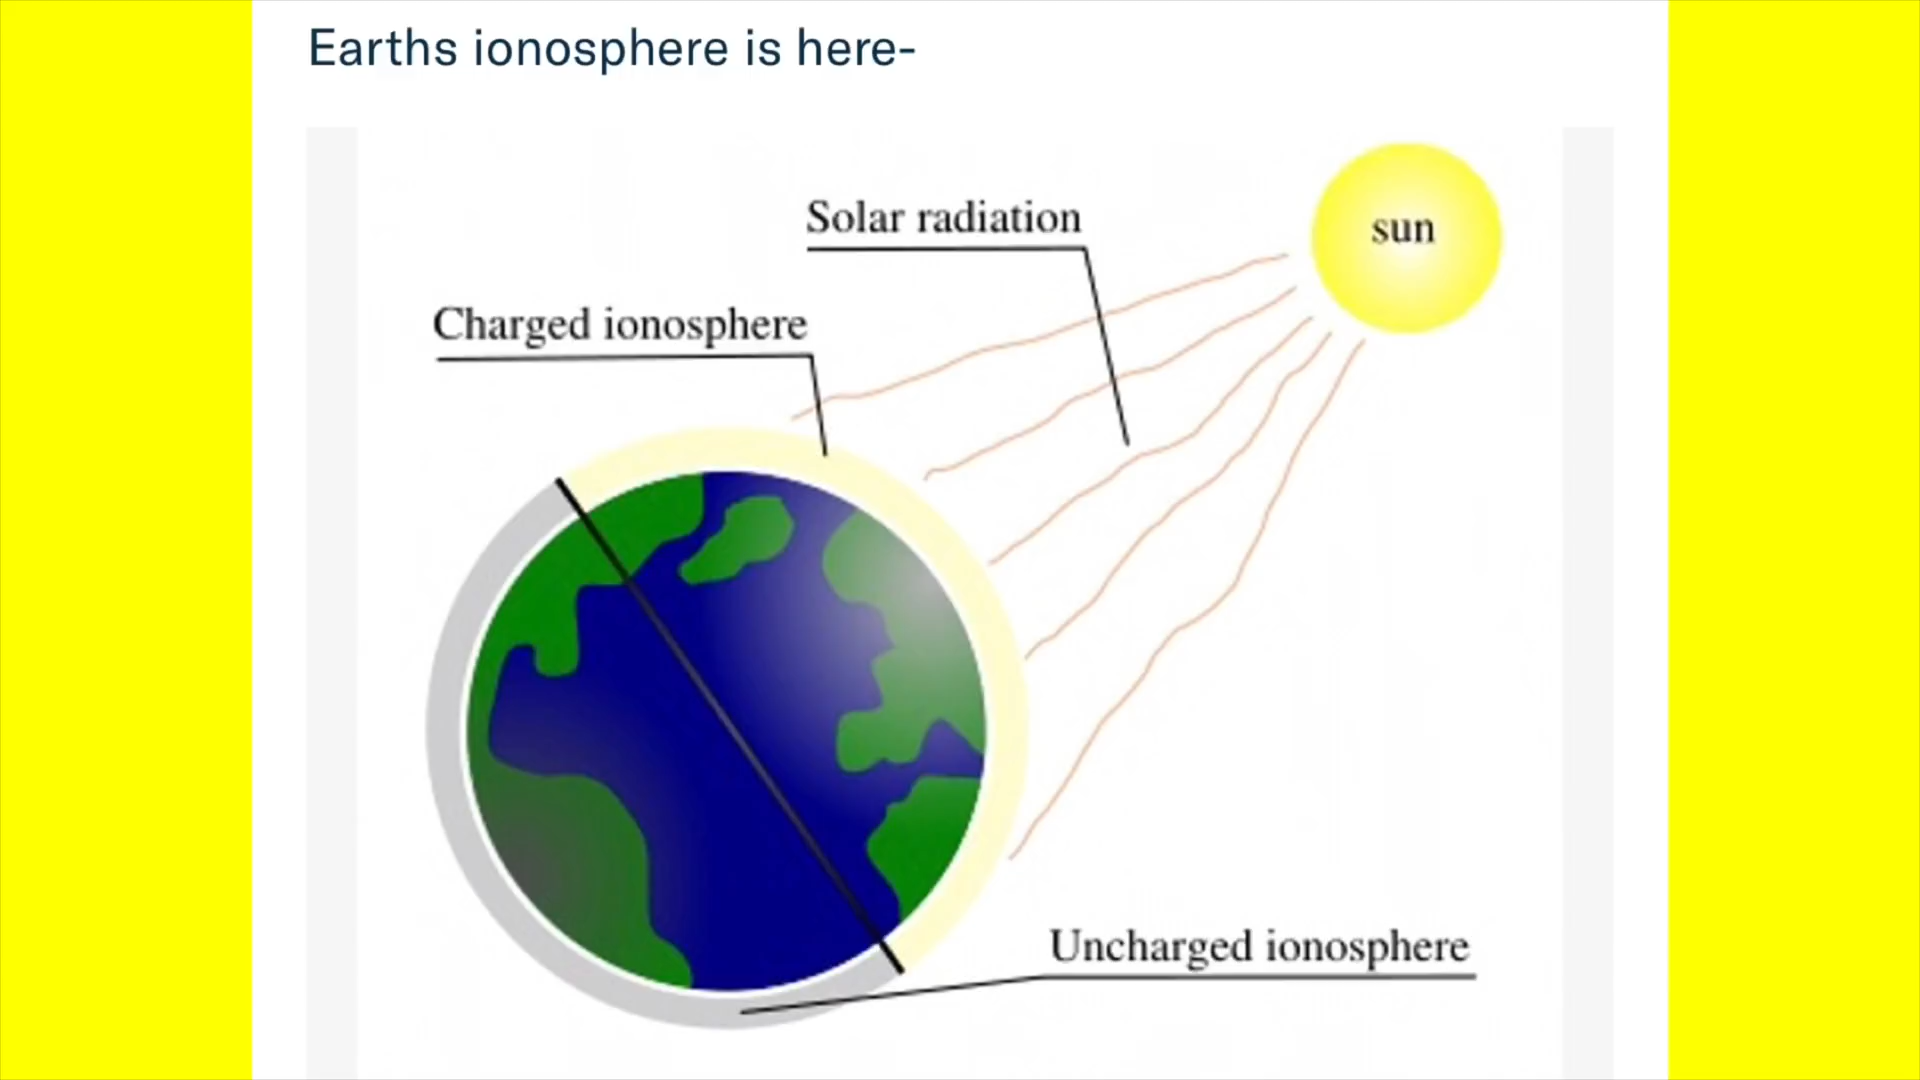 Earths ionosphere is here-
Solar radiation
sun
Charged ionosphere
Uncharged ionosphere